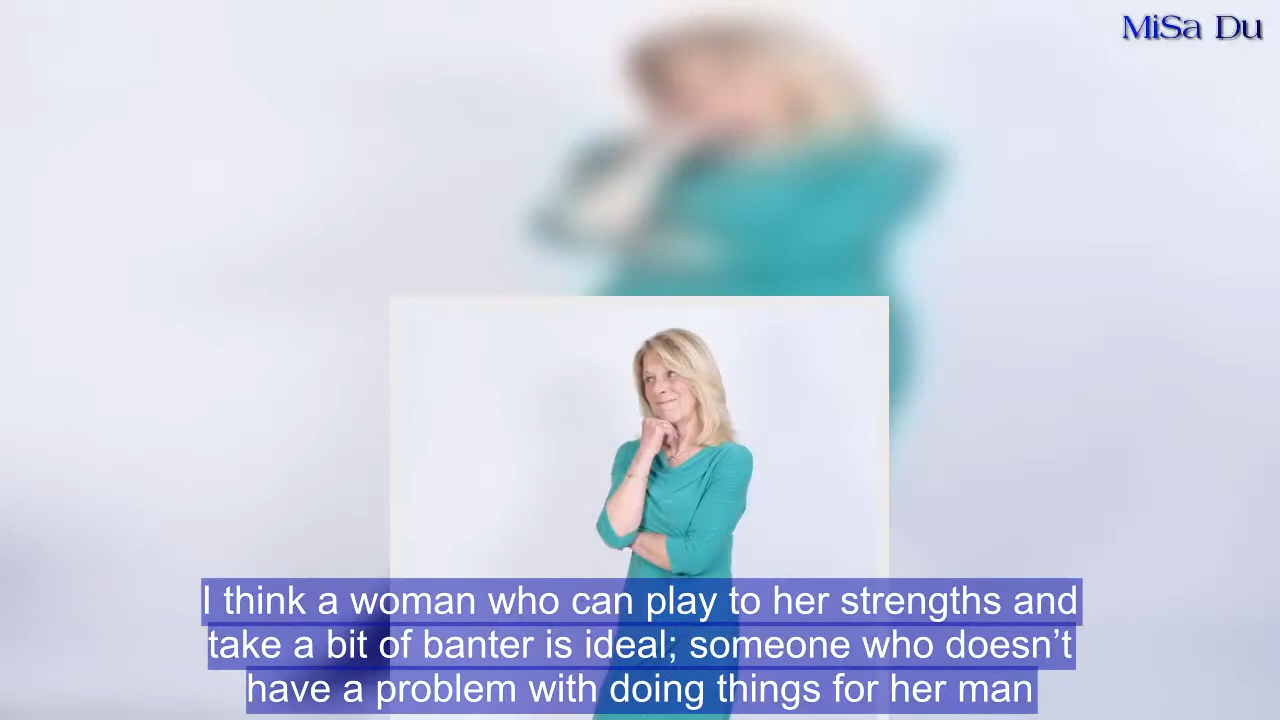 MiSa Du
I think a woman who can play to her strengths and
take a bit of banter is ideal; someone who doesn’t
have a problem with doing things for her man